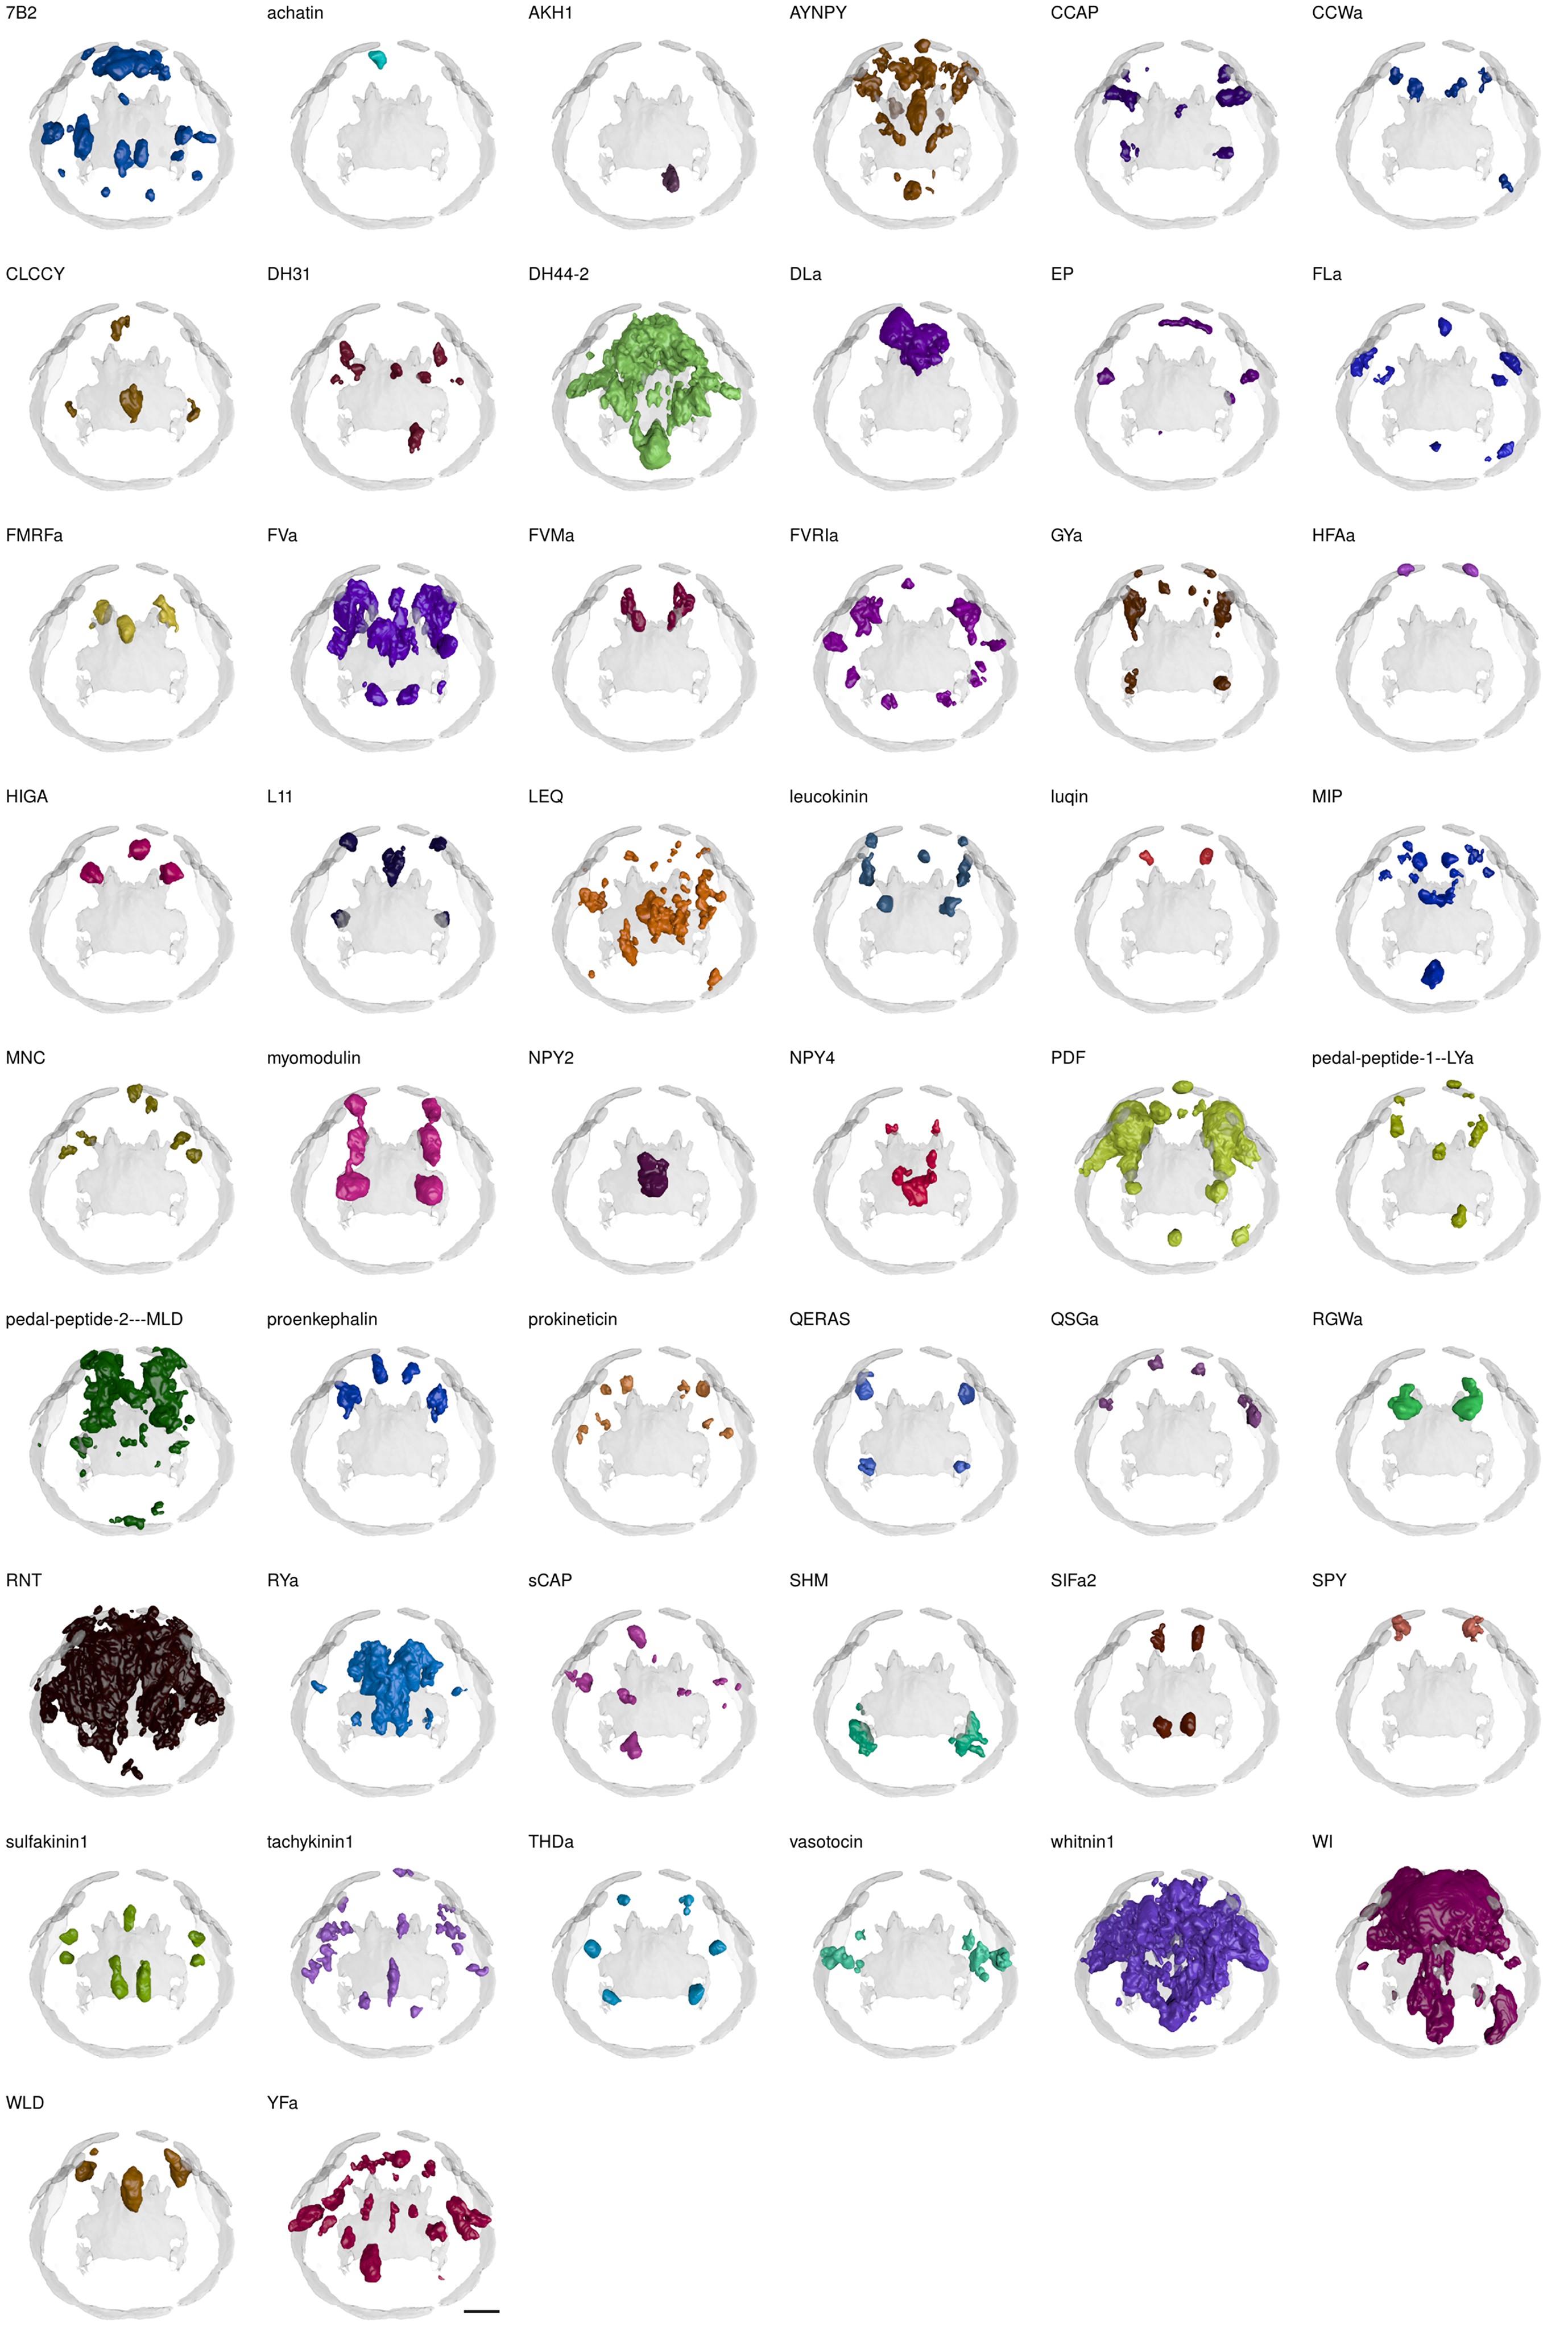 7B2 achatin AKH1 AYNPY CCAP CCWa
CLCCY DH31 DH44-2 DLa EP FLa
FMRFa FVa FVMa FVRIa GYa HFAa
HIGA L11 LEQ leucokinin luqin MIP
MNC myomodulin NPY2 NPY4 PDF pedal-peptide-1--LYa
pedal-peptide-2---MLD proenkephalin prokineticin QERAS QSGa RGWa
RNT RYa sCAP SHM SIFa2 SPY
sulfakinin1 tachykinin1 THDa vasotocin whitnin1 WI
WLD YFa